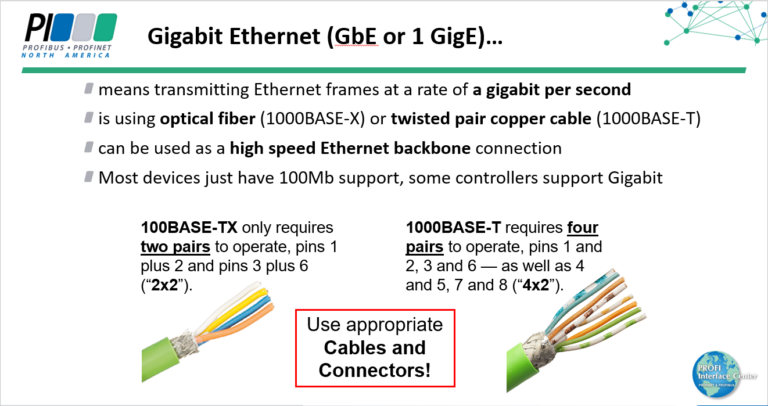 PI
PROFIBUS • PROFINET
NORTH AMERICA
Gigabit Ethernet (GbE or 1 GigE)…
means transmitting Ethernet frames at a rate of a gigabit per second
is using optical fiber (1000BASE-X) or twisted pair copper cable (1000BASE-T)
can be used as a high speed Ethernet backbone connection
Most devices just have 100Mb support, some controllers support Gigabit
100BASE-TX only requires
two pairs to operate, pins 1
plus 2 and pins 3 plus 6
(“2x2”).
1000BASE-T requires four
pairs to operate, pins 1 and
2, 3 and 6 — as well as 4
and 5, 7 and 8 (“4x2”).
Use appropriate
Cables and
Connectors!
PROFI
Interface Center